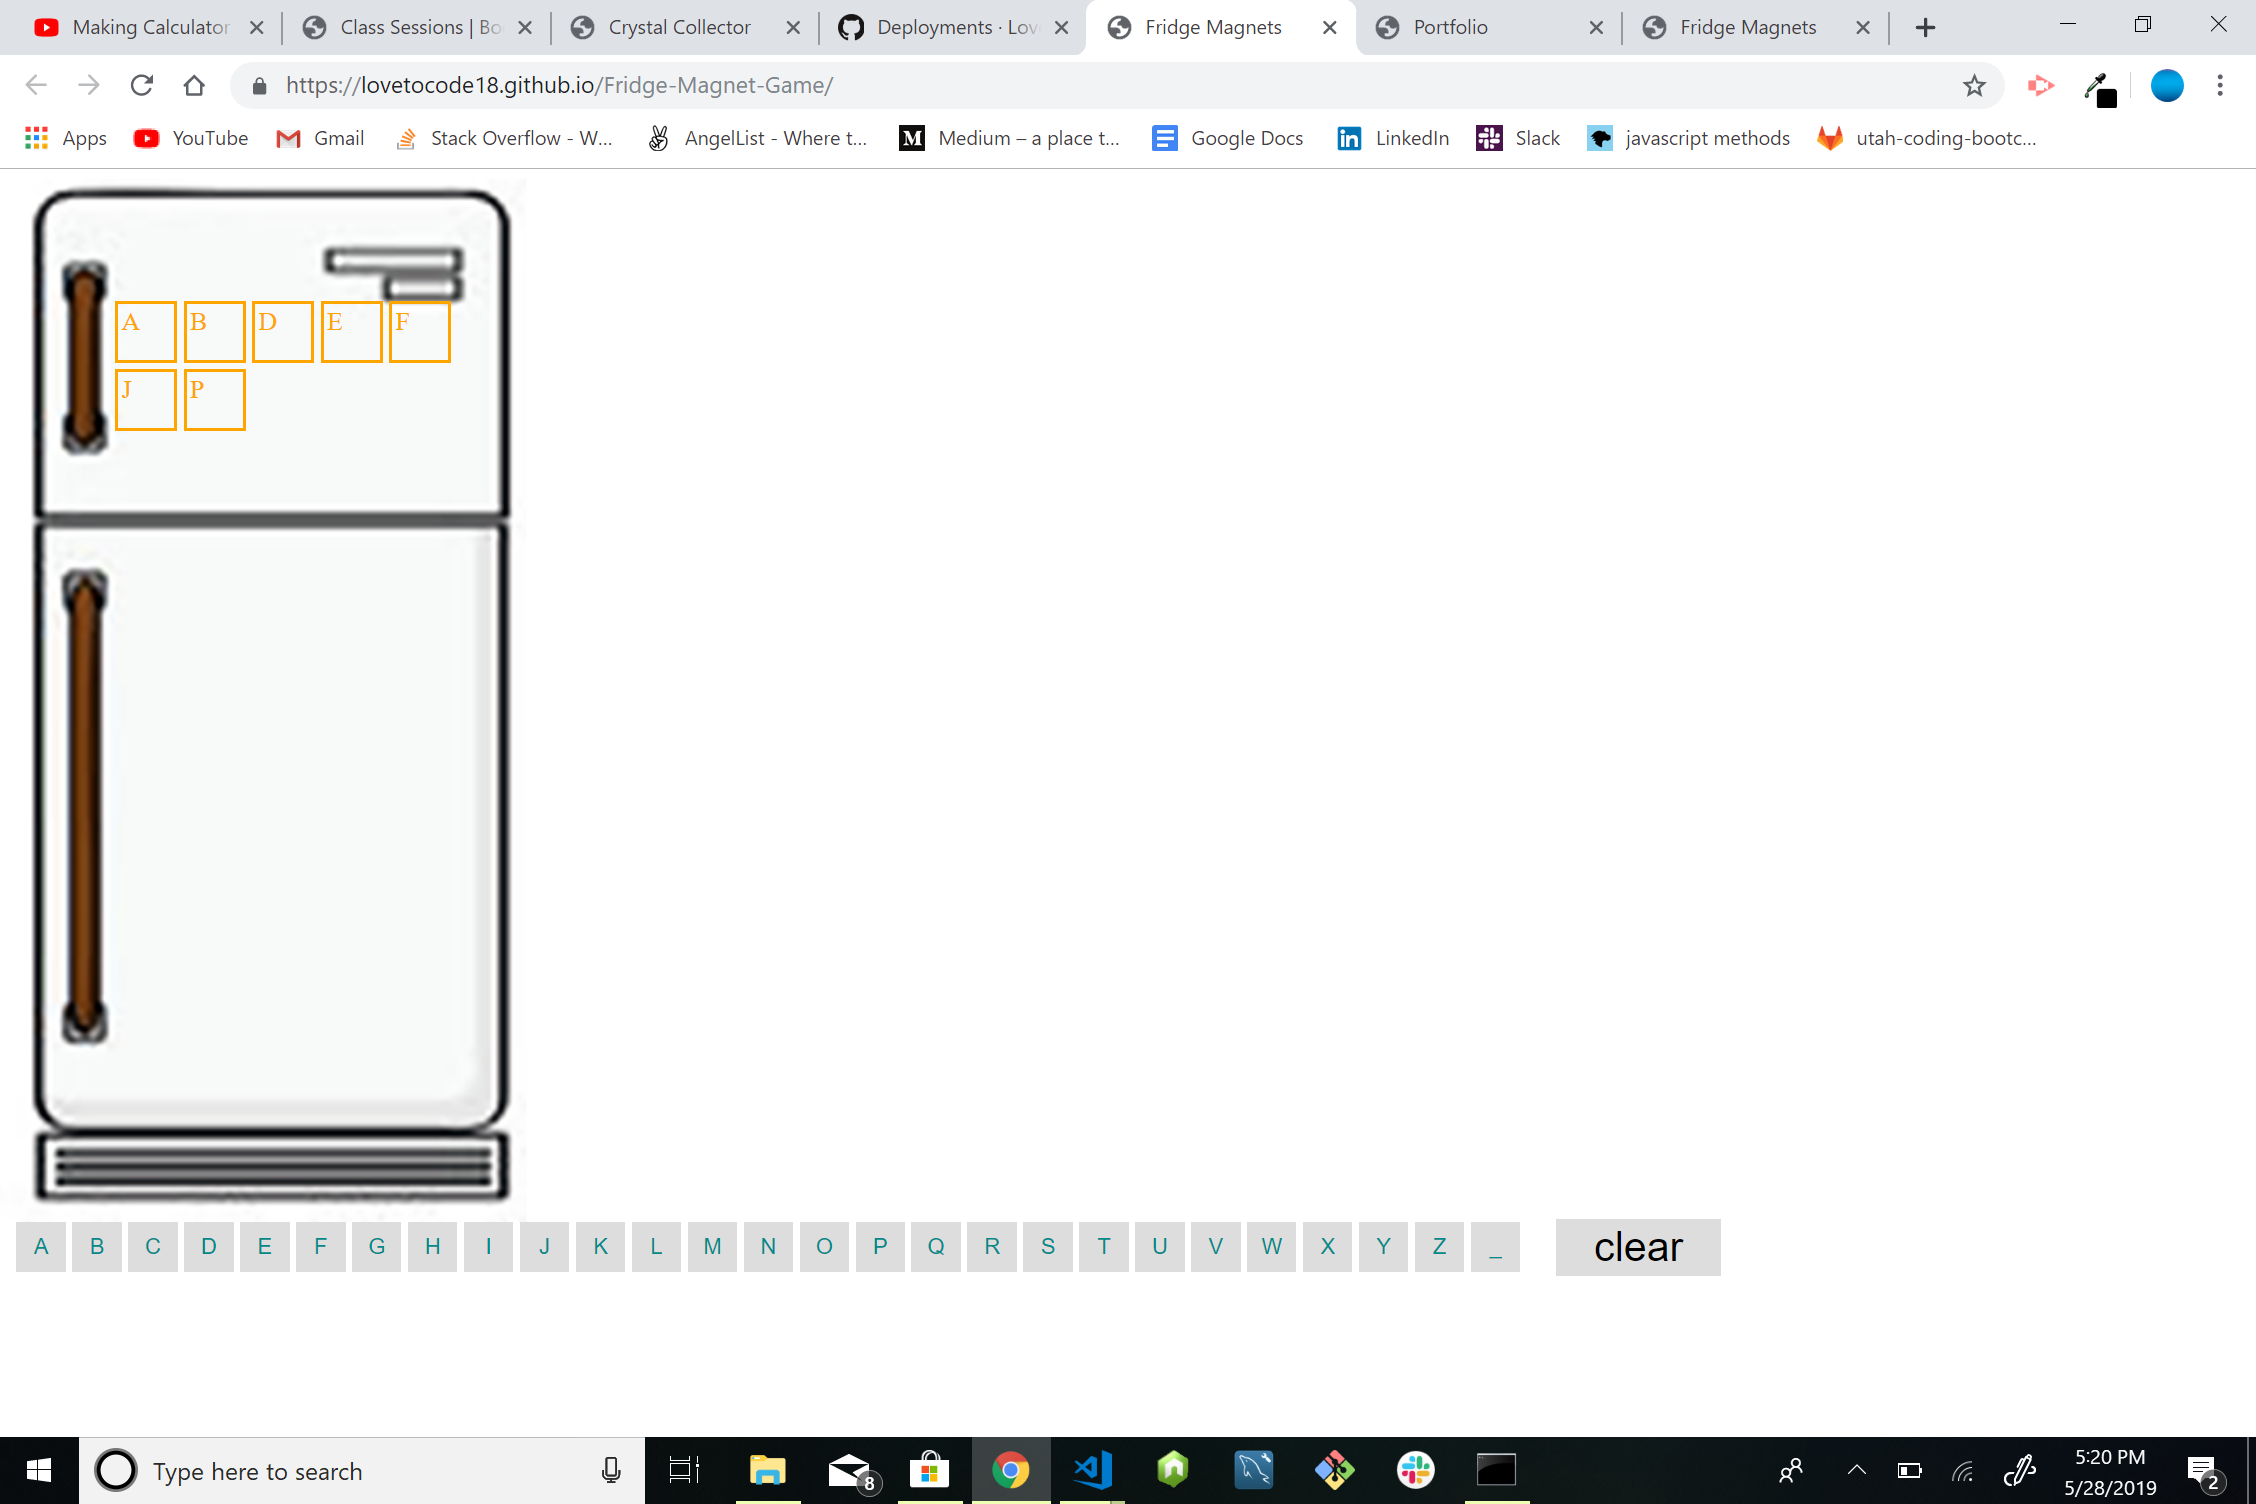 Making Calculator
Class Sessions | Bo
Crystal Collector
Deployments · Lov
Fridge Magnets
Portfolio
Fridge Magnets
https://lovetocode18.github.io/Fridge-Magnet-Game/
Apps
YouTube
Gmail
Stack Overflow - W...
AngelList - Where t...
M
Medium – a place t...
Google Docs
in
LinkedIn
Slack
javascript methods
utah-coding-bootc...
A B D E F
J P
A B C D E F G H I J K L M N O P Q R S T U V W X Y Z _ clear
Type here to search
8
5:20 PM
5/28/2019
2